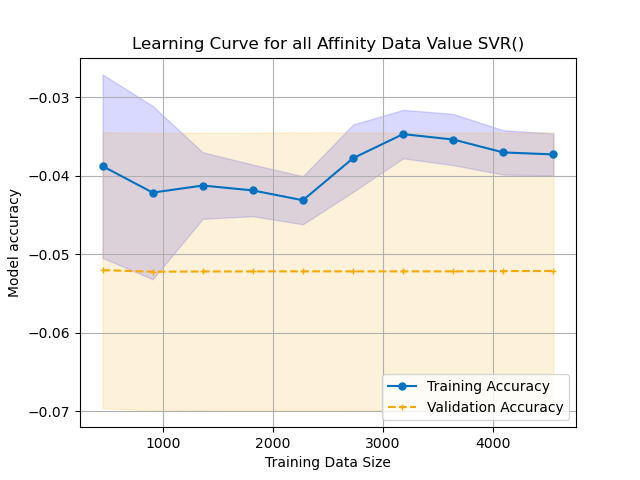 Learning Curve for all Affinity Data Value SVR()
Model accuracy
−0.03
−0.04
−0.05
−0.06
−0.07
1000 2000 3000 4000
Training Data Size
Training Accuracy
Validation Accuracy